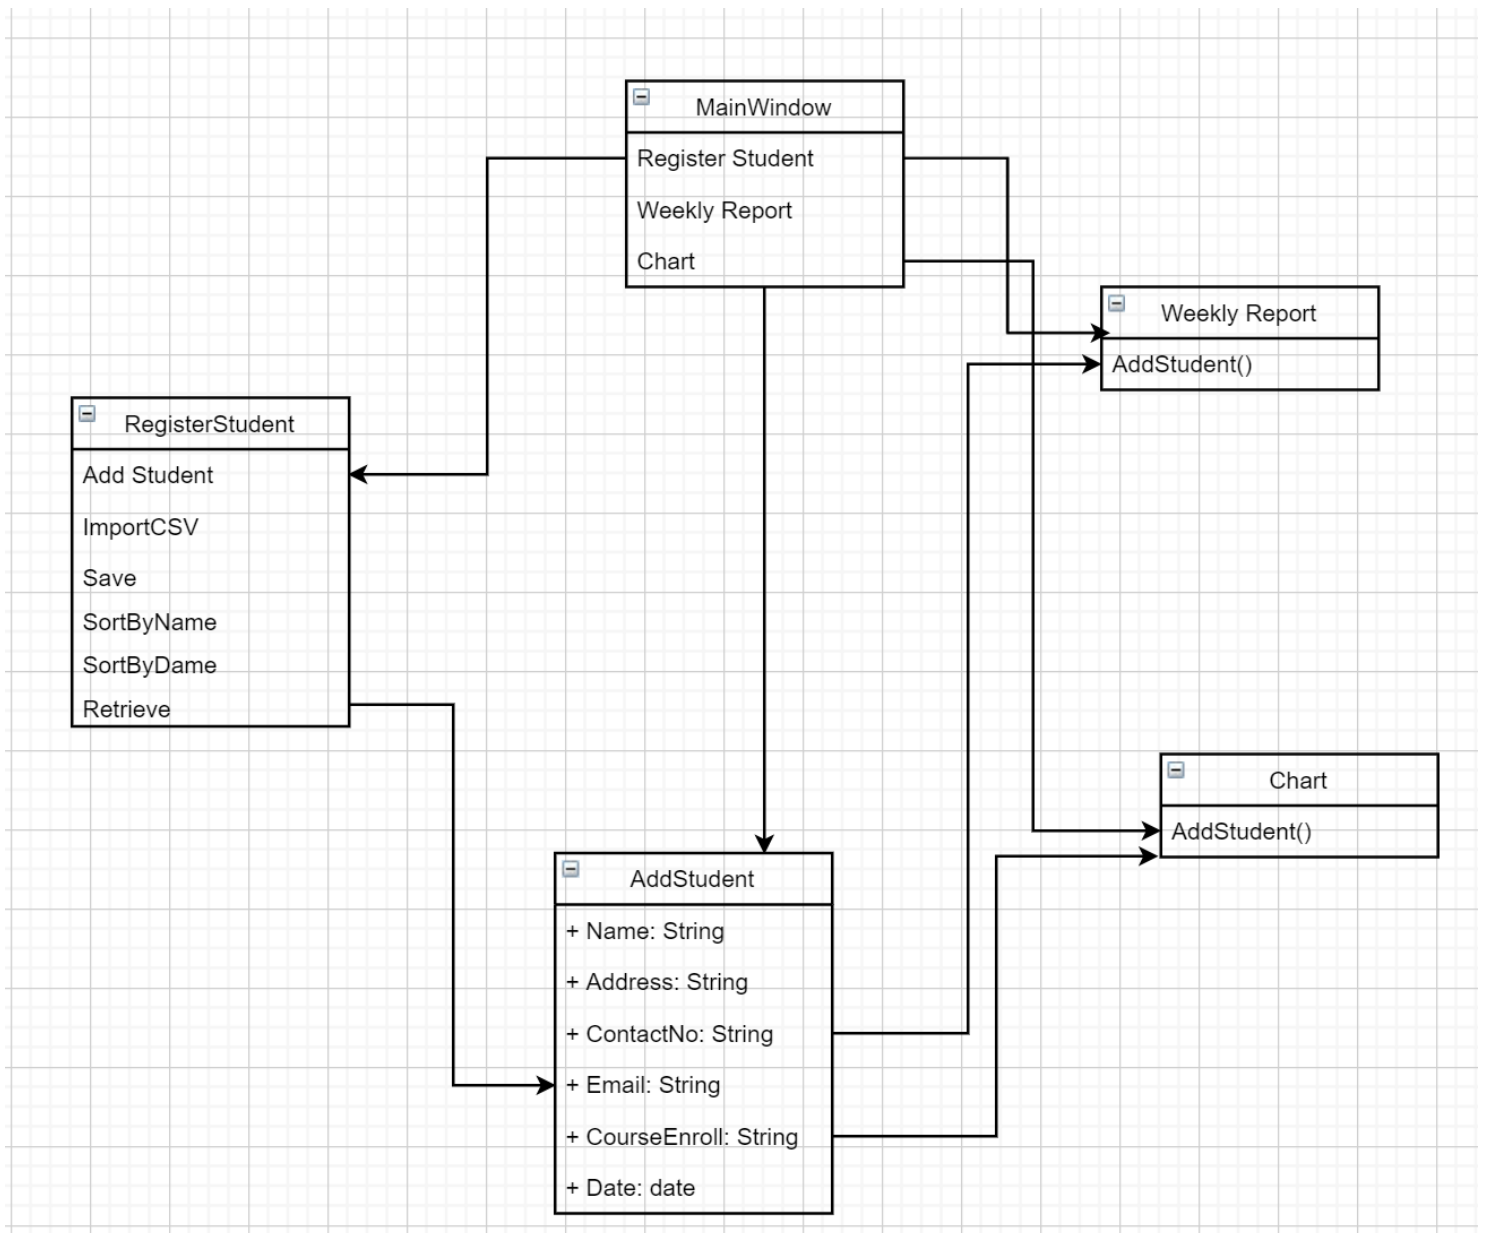 MainWindow
Register Student
Weekly Report
Chart
Weekly Report
AddStudent()
RegisterStudent
Add Student
ImportCSV
Save
SortByName
SortByDame
Retrieve
Chart
AddStudent()
AddStudent
+ Name: String
+ Address: String
+ ContactNo: String
+ Email: String
+ CourseEnroll: String
+ Date: date